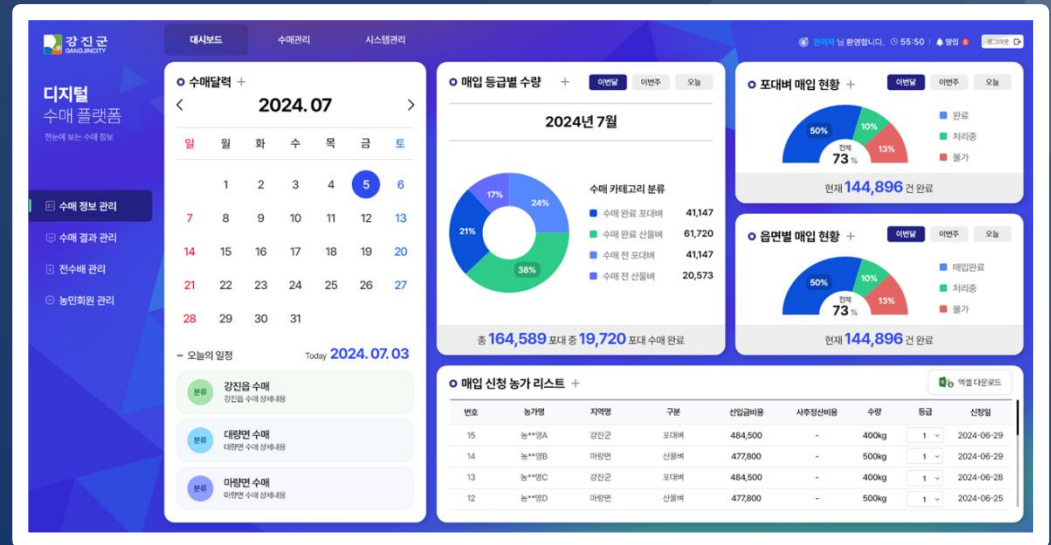 강진군
GANGJINCITY
대시보드 수매관리 시스템관리
관리자 님 환영합니다. 55:50 알림 로그아웃
디지털
수매 플랫폼
한눈에 보는 수매 정보
수매 정보 관리
수매 결과 관리
전수배 관리
농민회원 관리
수매달력 +
< 2024. 07 >
일 월 화 수 목 금 토
1 2 3 4 5 6
7 8 9 10 11 12 13
14 15 16 17 18 19 20
21 22 23 24 25 26 27
28 29 30 31
오늘의 일정 Today 2024. 07. 03
분류 강진읍 수매
강진읍 수매 상세내용
분류 대량면 수매
대량면 수매 상세내용
분류 마량면 수매
마량면 수매 상세내용
매입 등급별 수량 + 이번달 이번주 오늘
2024년 7월
17% 24% 21% 38%
수매 카테고리 분류
수매 완료 포대벼 41,147
수매 완료 산물벼 61,720
수매 전 포대벼 41,147
수매 전 산물벼 20,573
총 164,589 포대 중 19,720 포대 수매 완료
포대벼 매입 현황 + 이번달 이번주 오늘
50% 10% 13%
전체
73 %
완료
처리중
불가
현재 144,896 건 완료
읍면별 매입 현황 + 이번달 이번주 오늘
50% 10% 13%
전체
73 %
매입완료
처리중
불가
현재 144,896 건 완료
매입 신청 농가 리스트 + 엑셀 다운로드
번호 농가명 지역명 구분 선입금비용 사후정산비용 수량 등급 신청일
15 농**명A 강진군 포대벼 484,500 - 400kg 1 2024-06-29
14 농**명B 마량면 산물벼 477,800 - 500kg 1 2024-06-29
13 농**명C 강진군 포대벼 484,500 - 400kg 1 2024-06-28
12 농**명D 마량면 산물벼 477,800 - 500kg 1 2024-06-25